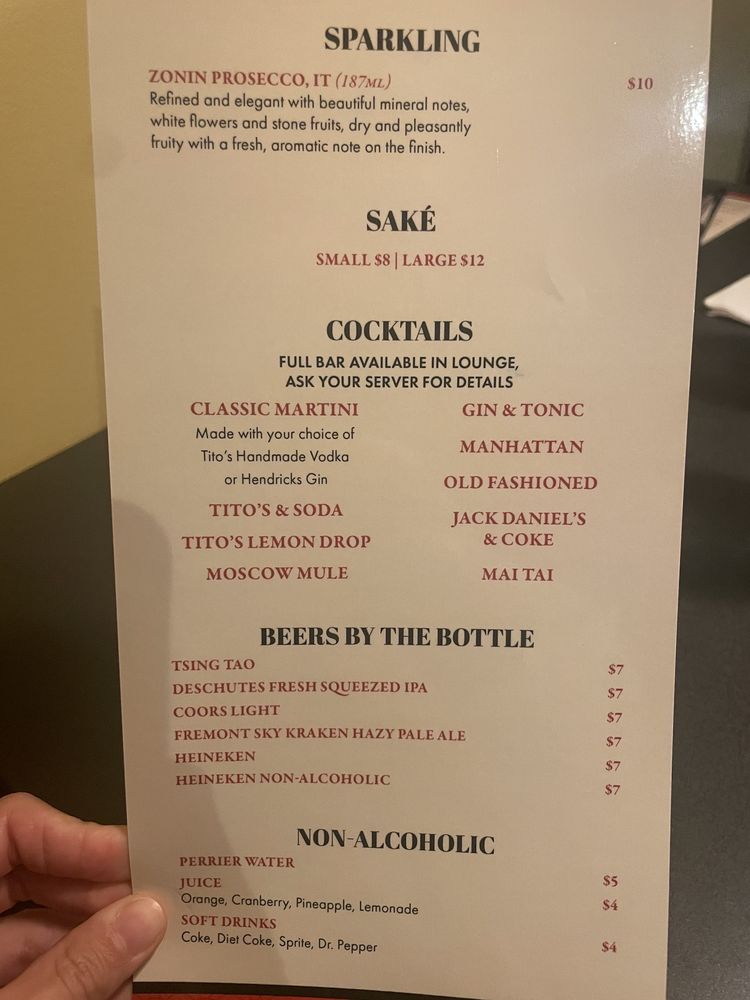 SPARKLING
ZONIN PROSECCO, IT (187ML) $10
Refined and elegant with beautiful mineral notes,
white flowers and stone fruits, dry and pleasantly
fruity with a fresh, aromatic note on the finish.
SAKÉ
SMALL $8 | LARGE $12
COCKTAILS
FULL BAR AVAILABLE IN LOUNGE,
ASK YOUR SERVER FOR DETAILS
CLASSIC MARTINI
Made with your choice of
Tito's Handmade Vodka
or Hendricks Gin
TITO'S & SODA
TITO'S LEMON DROP
MOSCOW MULE
GIN & TONIC
MANHATTAN
OLD FASHIONED
JACK DANIEL'S
& COKE
MAI TAI
BEERS BY THE BOTTLE
TSING TAO $7
DESCHUTES FRESH SQUEEZED IPA $7
COORS LIGHT $7
FREMONT SKY KRAKEN HAZY PALE ALE $7
HEINEKEN $7
HEINEKEN NON-ALCOHOLIC $7
NON-ALCOHOLIC
PERRIER WATER $5
JUICE $4
Orange, Cranberry, Pineapple, Lemonade
SOFT DRINKS $4
Coke, Diet Coke, Sprite, Dr. Pepper